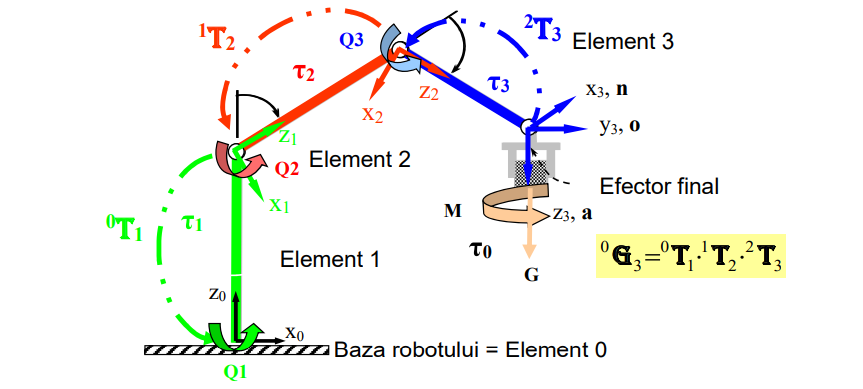 ¹T₂
Q3
²T₃
Element 3
τ₂
τ₃
x₃, n
z₂
x₂
y₃, o
z₁
Q2
Element 2
Efector final
x₁
M
z₃, a
⁰T₁
τ₁
τ₀
⁰G₃=⁰T₁·¹T₂·²T₃
Element 1
G
z₀
x₀
Baza robotului = Element 0
Q1